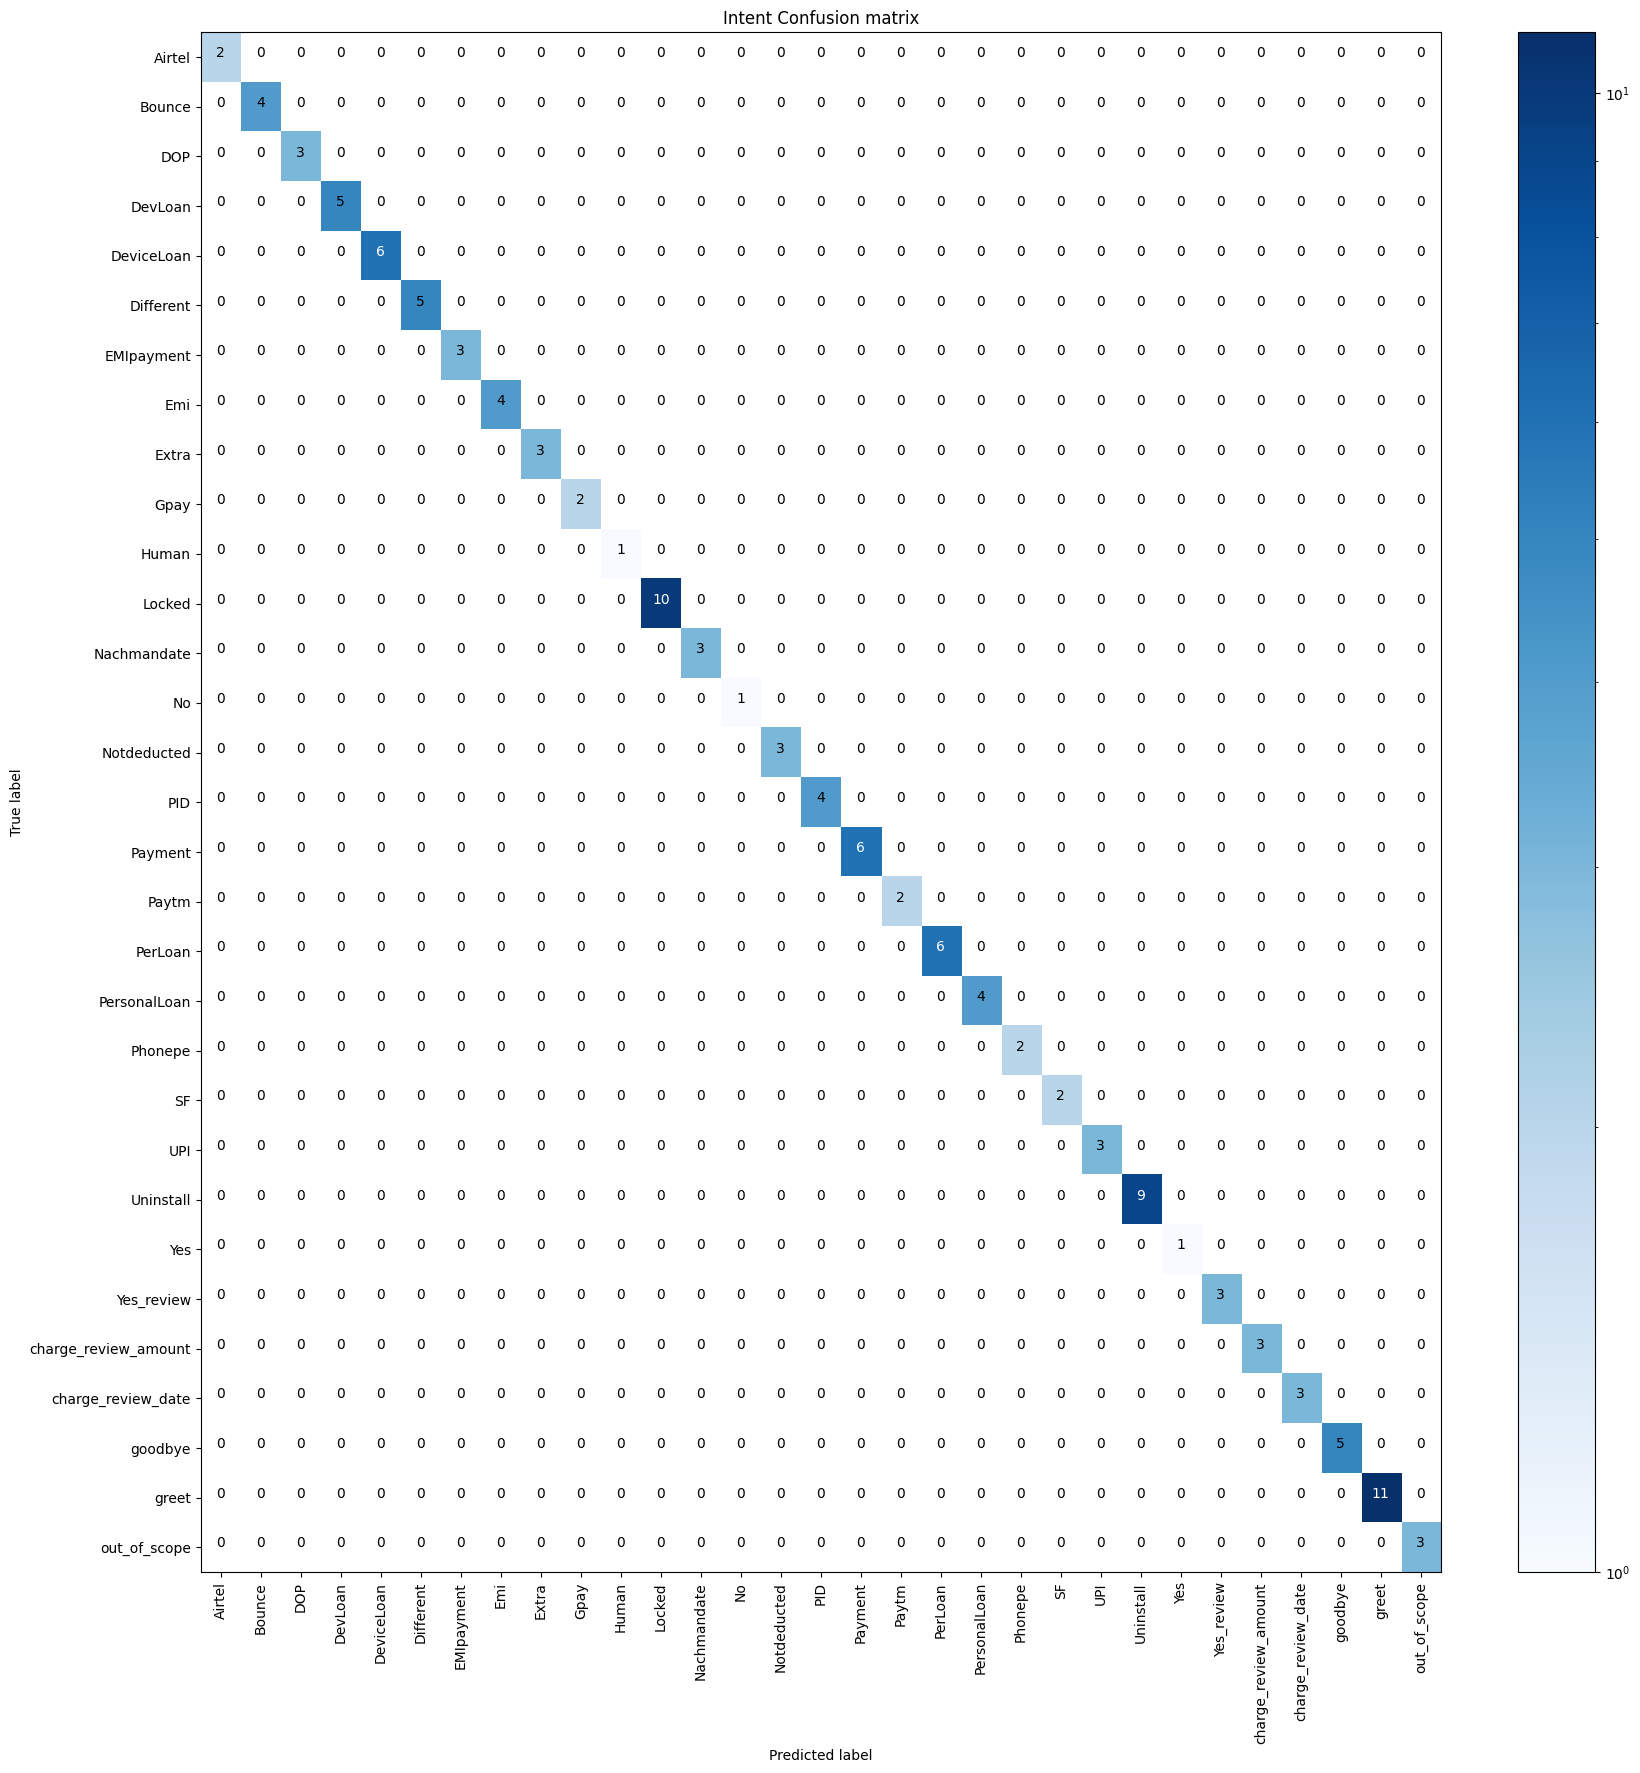 Intent Confusion matrix
Airtel 2 0 0 0 0 0 0 0 0 0 0 0 0 0 0 0 0 0 0 0 0 0 0 0 0 0 0 0 0 0 0
Bounce 0 4 0 0 0 0 0 0 0 0 0 0 0 0 0 0 0 0 0 0 0 0 0 0 0 0 0 0 0 0 0
DOP 0 0 3 0 0 0 0 0 0 0 0 0 0 0 0 0 0 0 0 0 0 0 0 0 0 0 0 0 0 0 0
DevLoan 0 0 0 5 0 0 0 0 0 0 0 0 0 0 0 0 0 0 0 0 0 0 0 0 0 0 0 0 0 0 0
DeviceLoan 0 0 0 0 6 0 0 0 0 0 0 0 0 0 0 0 0 0 0 0 0 0 0 0 0 0 0 0 0 0 0
Different 0 0 0 0 0 5 0 0 0 0 0 0 0 0 0 0 0 0 0 0 0 0 0 0 0 0 0 0 0 0 0
EMIpayment 0 0 0 0 0 0 3 0 0 0 0 0 0 0 0 0 0 0 0 0 0 0 0 0 0 0 0 0 0 0 0
Emi 0 0 0 0 0 0 0 4 0 0 0 0 0 0 0 0 0 0 0 0 0 0 0 0 0 0 0 0 0 0 0
Extra 0 0 0 0 0 0 0 0 3 0 0 0 0 0 0 0 0 0 0 0 0 0 0 0 0 0 0 0 0 0 0
Gpay 0 0 0 0 0 0 0 0 0 2 0 0 0 0 0 0 0 0 0 0 0 0 0 0 0 0 0 0 0 0 0
Human 0 0 0 0 0 0 0 0 0 0 1 0 0 0 0 0 0 0 0 0 0 0 0 0 0 0 0 0 0 0 0
Locked 0 0 0 0 0 0 0 0 0 0 0 10 0 0 0 0 0 0 0 0 0 0 0 0 0 0 0 0 0 0 0
Nachmandate 0 0 0 0 0 0 0 0 0 0 0 0 3 0 0 0 0 0 0 0 0 0 0 0 0 0 0 0 0 0 0
No 0 0 0 0 0 0 0 0 0 0 0 0 0 1 0 0 0 0 0 0 0 0 0 0 0 0 0 0 0 0 0
Notdeducted 0 0 0 0 0 0 0 0 0 0 0 0 0 0 3 0 0 0 0 0 0 0 0 0 0 0 0 0 0 0 0
PID 0 0 0 0 0 0 0 0 0 0 0 0 0 0 0 4 0 0 0 0 0 0 0 0 0 0 0 0 0 0 0
Payment 0 0 0 0 0 0 0 0 0 0 0 0 0 0 0 0 6 0 0 0 0 0 0 0 0 0 0 0 0 0 0
Paytm 0 0 0 0 0 0 0 0 0 0 0 0 0 0 0 0 0 2 0 0 0 0 0 0 0 0 0 0 0 0 0
PerLoan 0 0 0 0 0 0 0 0 0 0 0 0 0 0 0 0 0 0 6 0 0 0 0 0 0 0 0 0 0 0 0
PersonalLoan 0 0 0 0 0 0 0 0 0 0 0 0 0 0 0 0 0 0 0 4 0 0 0 0 0 0 0 0 0 0 0
Phonepe 0 0 0 0 0 0 0 0 0 0 0 0 0 0 0 0 0 0 0 0 2 0 0 0 0 0 0 0 0 0 0
SF 0 0 0 0 0 0 0 0 0 0 0 0 0 0 0 0 0 0 0 0 0 2 0 0 0 0 0 0 0 0 0
UPI 0 0 0 0 0 0 0 0 0 0 0 0 0 0 0 0 0 0 0 0 0 0 3 0 0 0 0 0 0 0 0
Uninstall 0 0 0 0 0 0 0 0 0 0 0 0 0 0 0 0 0 0 0 0 0 0 0 9 0 0 0 0 0 0 0
Yes 0 0 0 0 0 0 0 0 0 0 0 0 0 0 0 0 0 0 0 0 0 0 0 0 1 0 0 0 0 0 0
Yes_review 0 0 0 0 0 0 0 0 0 0 0 0 0 0 0 0 0 0 0 0 0 0 0 0 0 3 0 0 0 0 0
charge_review_amount 0 0 0 0 0 0 0 0 0 0 0 0 0 0 0 0 0 0 0 0 0 0 0 0 0 0 3 0 0 0 0
charge_review_date 0 0 0 0 0 0 0 0 0 0 0 0 0 0 0 0 0 0 0 0 0 0 0 0 0 0 0 3 0 0 0
goodbye 0 0 0 0 0 0 0 0 0 0 0 0 0 0 0 0 0 0 0 0 0 0 0 0 0 0 0 0 5 0 0
greet 0 0 0 0 0 0 0 0 0 0 0 0 0 0 0 0 0 0 0 0 0 0 0 0 0 0 0 0 0 11 0
out_of_scope 0 0 0 0 0 0 0 0 0 0 0 0 0 0 0 0 0 0 0 0 0 0 0 0 0 0 0 0 0 0 3
True label
Airtel
Bounce
DOP
DevLoan
DeviceLoan
Different
EMIpayment
Emi
Extra
Gpay
Human
Locked
Nachmandate
No
Notdeducted
PID
Payment
Paytm
PerLoan
PersonalLoan
Phonepe
SF
UPI
Uninstall
Yes
Yes_review
charge_review_amount
charge_review_date
goodbye
greet
out_of_scope
Predicted label
10¹
10⁰